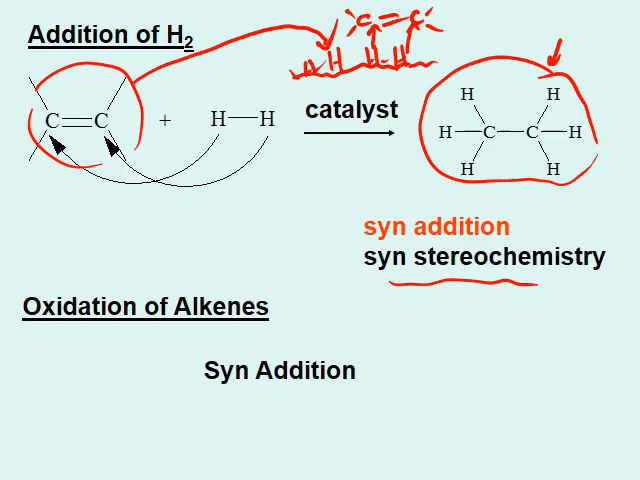 Addition of H2
C=C
H H H-H
C=C + H—H catalyst
H H
H—C—C—H
H H
syn addition
syn stereochemistry
Oxidation of Alkenes
Syn Addition